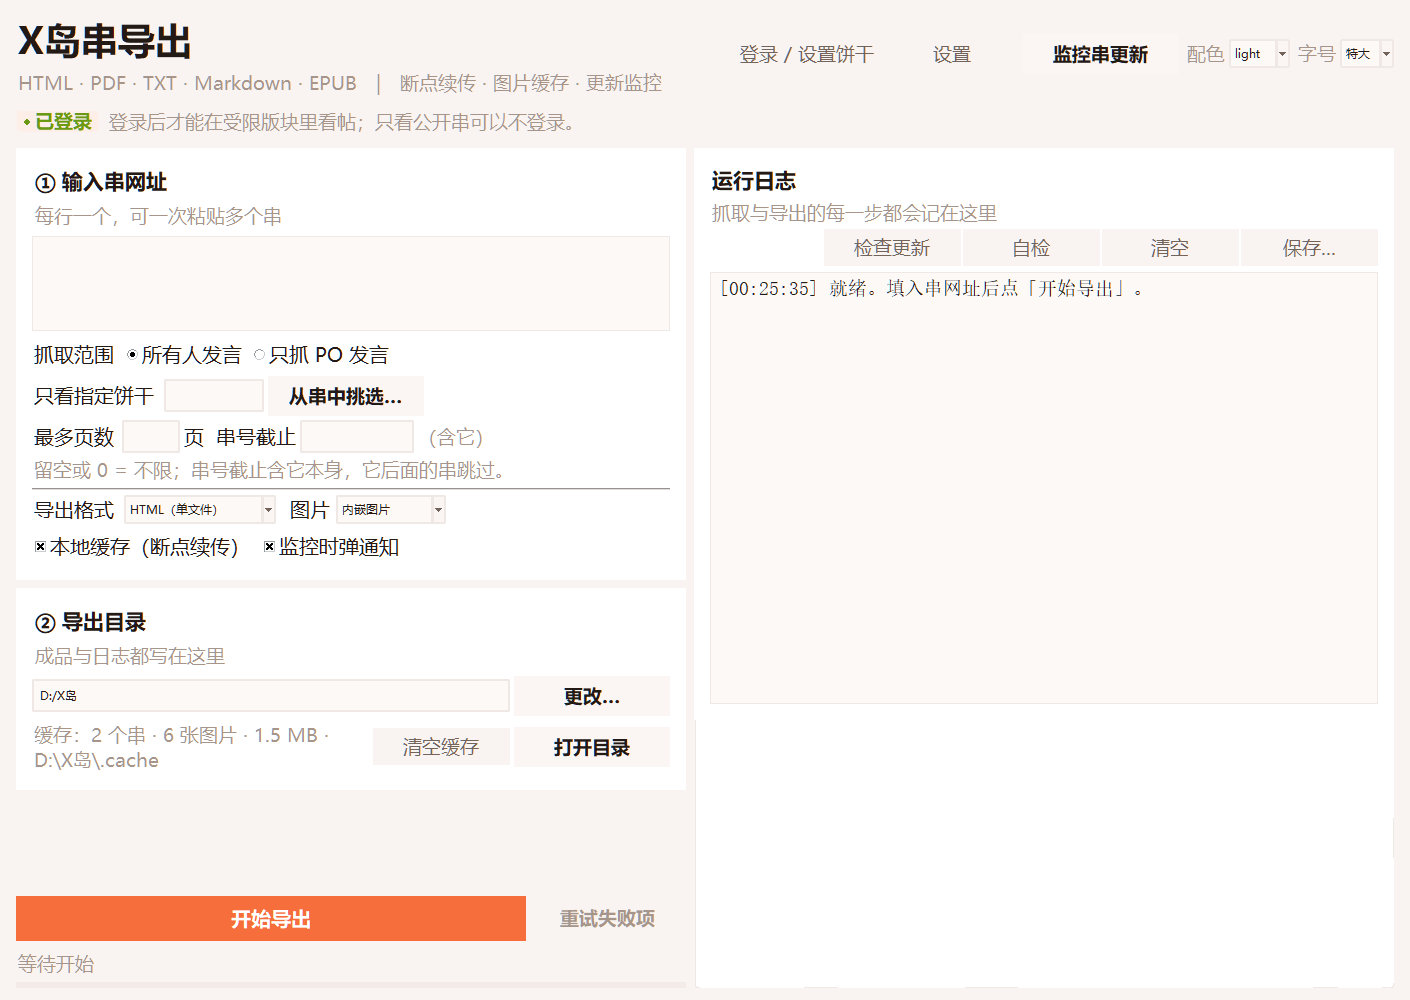 X岛串导出
HTML · PDF · TXT · Markdown · EPUB ｜ 断点续传 · 图片缓存 · 更新监控
登录 / 设置饼干 设置 监控串更新 配色 light 字号 特大
• 已登录 登录后才能在受限版块里看帖；只看公开串可以不登录。
① 输入串网址
每行一个，可一次粘贴多个串
抓取范围 所有人发言 只抓 PO 发言
只看指定饼干 从串中挑选...
最多页数 页 串号截止 （含它）
留空或 0 = 不限；串号截止含它本身，它后面的串跳过。
导出格式 HTML（单文件） 图片 内嵌图片
本地缓存（断点续传） 监控时弹通知
② 导出目录
成品与日志都写在这里
D:/X岛 更改...
缓存：2 个串 · 6 张图片 · 1.5 MB ·
D:\X岛\.cache
清空缓存 打开目录
开始导出 重试失败项
等待开始
运行日志
抓取与导出的每一步都会记在这里
检查更新 自检 清空 保存...
[00:25:35] 就绪。填入串网址后点「开始导出」。